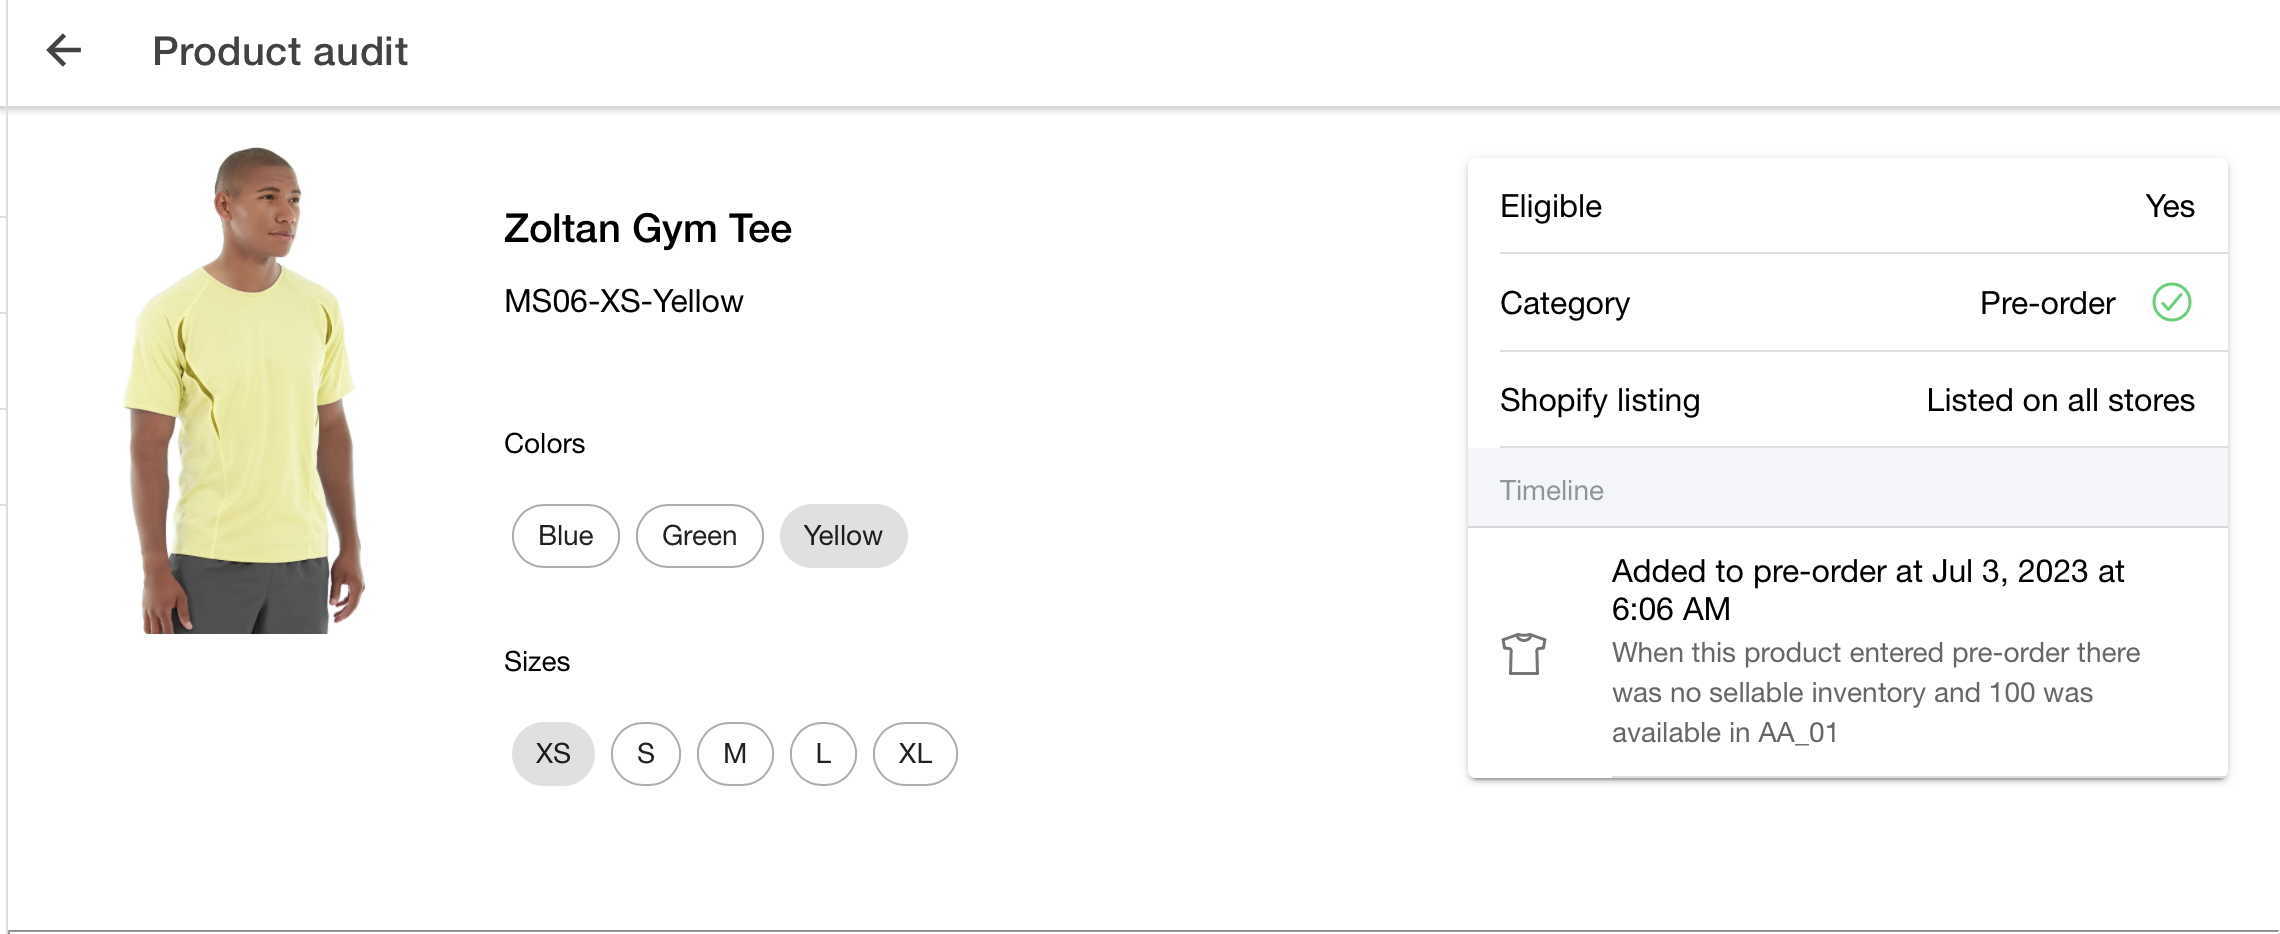 Product audit
Zoltan Gym Tee
MS06-XS-Yellow
Colors
Blue Green Yellow
Sizes
XS S M L XL
Eligible Yes
Category Pre-order
Shopify listing Listed on all stores
Timeline
Added to pre-order at Jul 3, 2023 at
6:06 AM
When this product entered pre-order there
was no sellable inventory and 100 was
available in AA_01